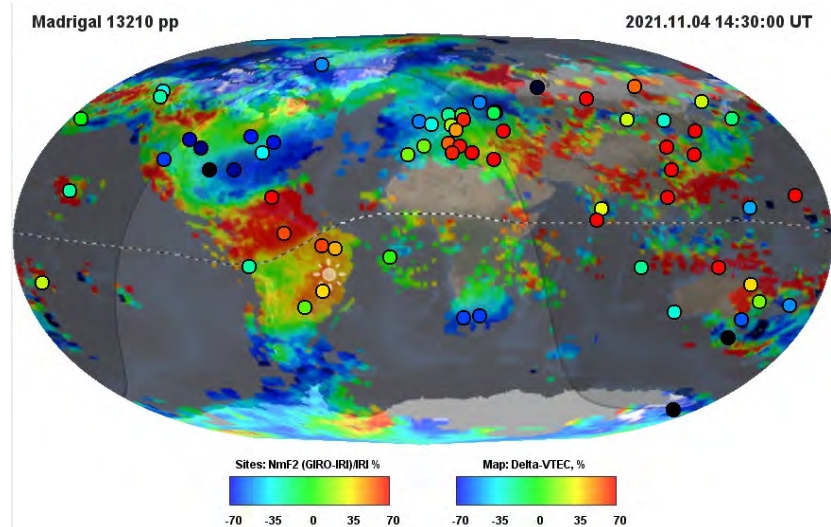 Madrigal 13210 pp 2021.11.04 14:30:00 UT
Sites: NmF2 (GIRO-IRI)/IRI % Map: Delta-VTEC, %
-70 -35 0 35 70 -70 -35 0 35 70